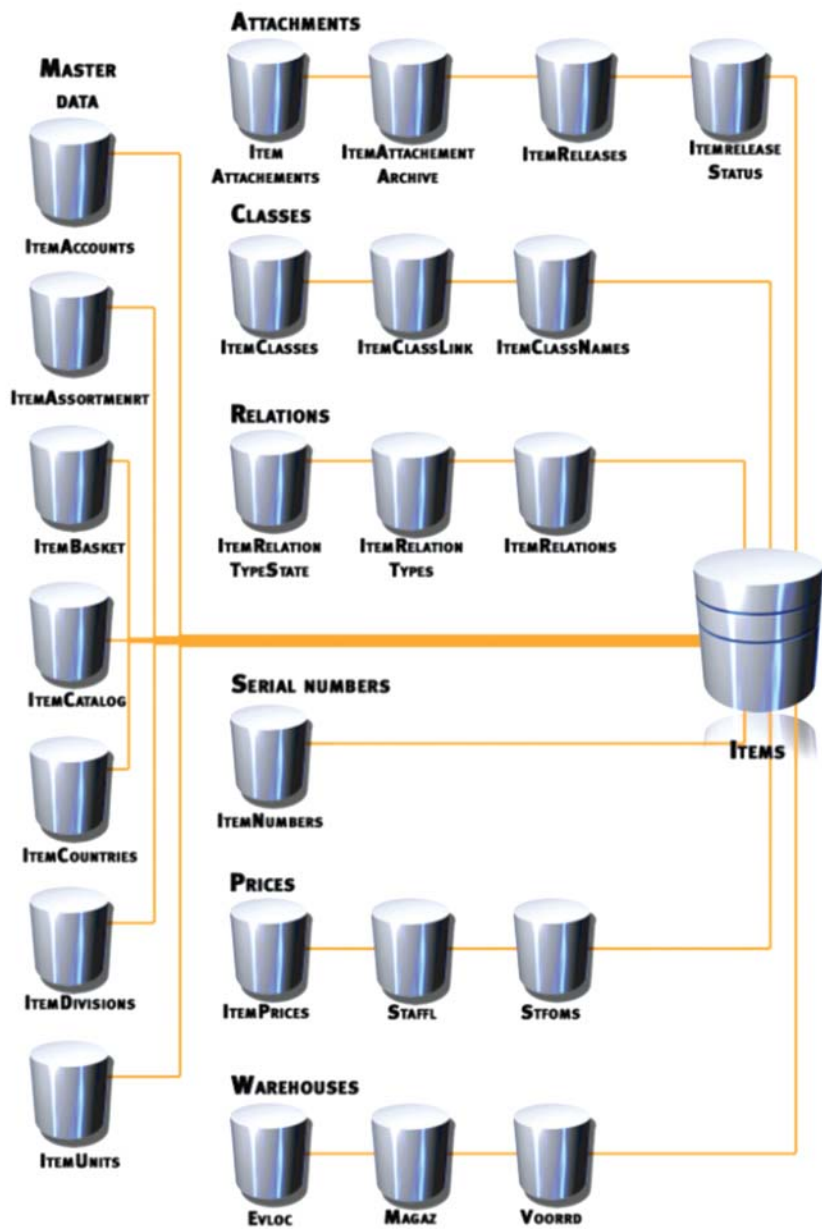 Master
data
ItemAccounts
ItemAssortmenrt
ItemBasket
ItemCatalog
ItemCountries
ItemDivisions
ItemUnits
Attachments
Item
Attachements
ItemAttachement
Archive
ItemReleases
Itemrelease
Status
Classes
ItemClasses
ItemClassLink
ItemClassNames
Relations
ItemRelation
TypeState
ItemRelation
Types
ItemRelations
Serial numbers
ItemNumbers
Prices
ItemPrices
Staffl
Stfoms
Warehouses
Evloc
Magaz
Voorrd
Items